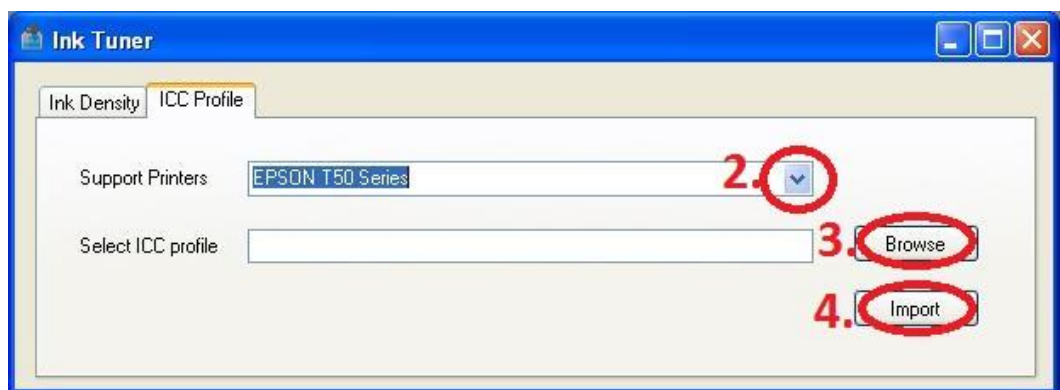 Ink Tuner
Ink Density ICC Profile
Support Printers EPSON T50 Series 2.
Select ICC profile 3. Browse
4. Import